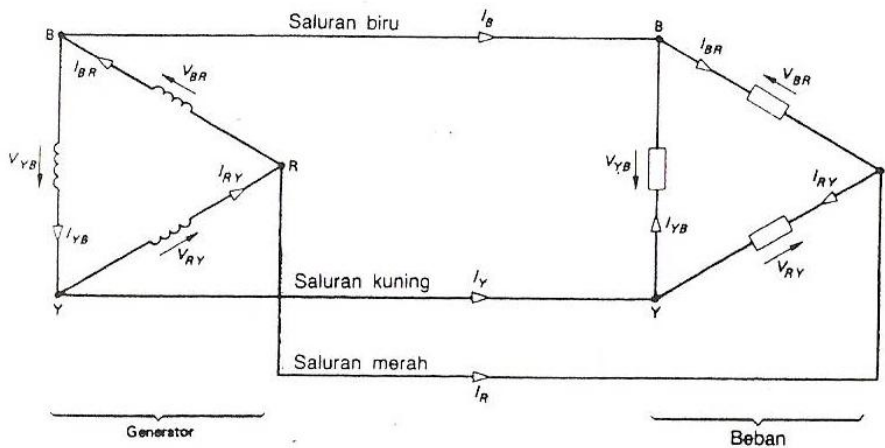 Saluran biru
I_B
B
I_BR
V_BR
V_YB
R
I_RY
I_YB
V_RY
Y
Saluran kuning
I_Y
Saluran merah
I_R
Generator
B
I_BR
V_BR
V_YB
I_RY
I_YB
V_RY
Y
Beban